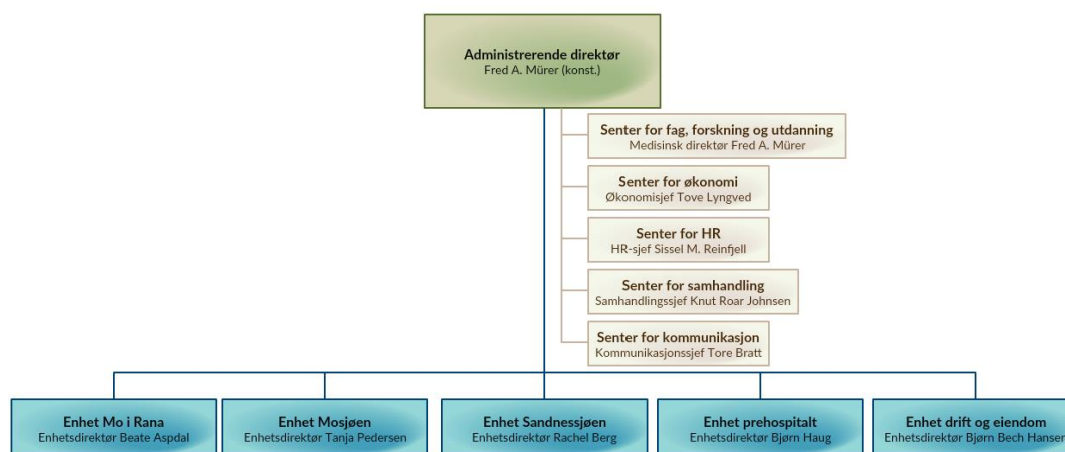 Administrerende direktør
Fred A. Mürer (konst.)
Senter for fag, forskning og utdanning
Medisinsk direktør Fred A. Mürer
Senter for økonomi
Økonomisjef Tove Lyngved
Senter for HR
HR-sjef Sissel M. Reinfjell
Senter for samhandling
Samhandlingssjef Knut Roar Johnsen
Senter for kommunikasjon
Kommunikasjonssjef Tore Bratt
Enhet Mo i Rana
Enhetsdirektør Beate Aspdal
Enhet Mosjøen
Enhetsdirektør Tanja Pedersen
Enhet Sandnessjøen
Enhetsdirektør Rachel Berg
Enhet prehospitalt
Enhetsdirektør Bjørn Haug
Enhet drift og eiendom
Enhetsdirektør Bjørn Bech Hansen